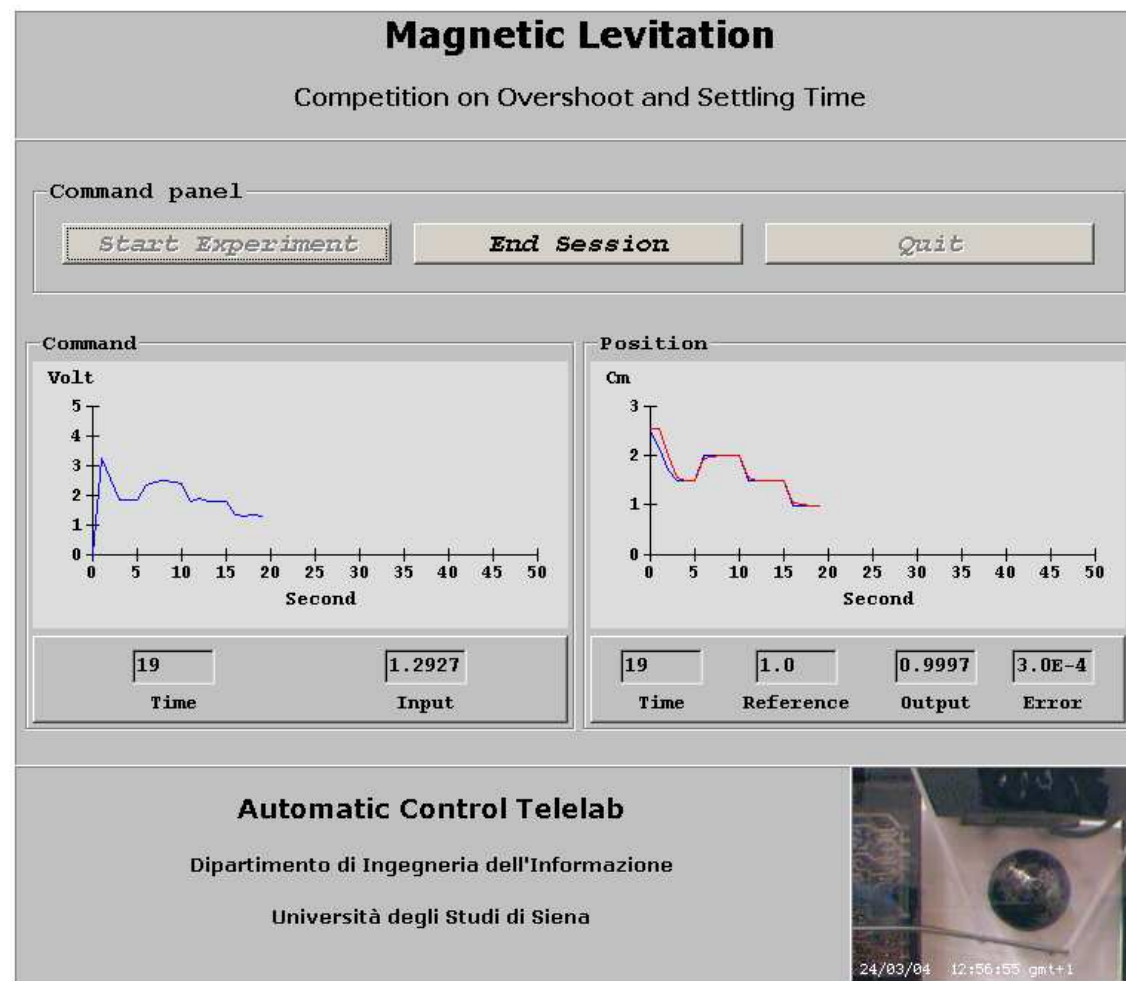 Magnetic Levitation
Competition on Overshoot and Settling Time
Command panel
Start Experiment End Session Quit
Command
Volt
5
4
3
2
1
0
0 5 10 15 20 25 30 35 40 45 50
Second
19 1.2927
Time Input
Position
Cm
3
2
1
0
0 5 10 15 20 25 30 35 40 45 50
Second
19 1.0 0.9997 3.0E-4
Time Reference Output Error
Automatic Control Telelab
Dipartimento di Ingegneria dell'Informazione
Università degli Studi di Siena
24/03/04 12:56:55 gmt+1